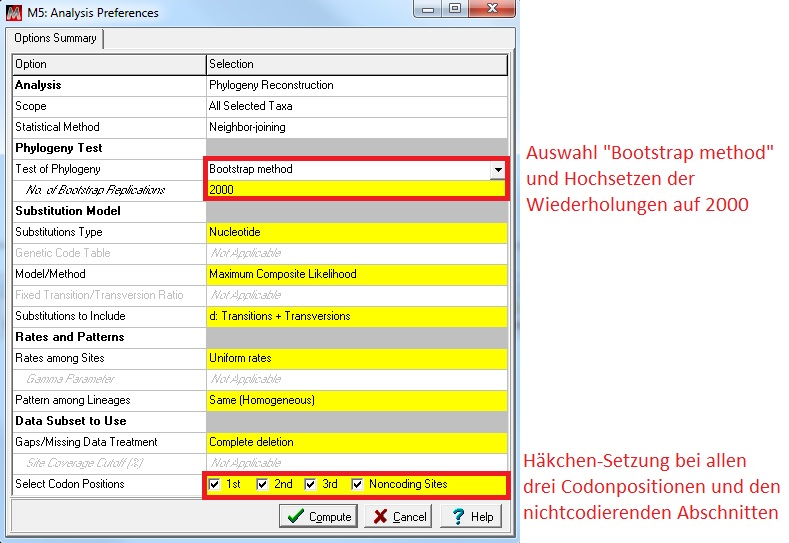 M5: Analysis Preferences
Options Summary
Option Selection
Analysis Phylogeny Reconstruction
Scope All Selected Taxa
Statistical Method Neighbor-joining
Phylogeny Test
Test of Phylogeny Bootstrap method
No. of Bootstrap Replications 2000
Substitution Model
Substitutions Type Nucleotide
Genetic Code Table Not Applicable
Model/Method Maximum Composite Likelihood
Fixed Transition/Transversion Ratio Not Applicable
Substitutions to Include d: Transitions + Transversions
Rates and Patterns
Rates among Sites Uniform rates
Gamma Parameter Not Applicable
Pattern among Lineages Same (Homogeneous)
Data Subset to Use
Gaps/Missing Data Treatment Complete deletion
Site Coverage Cutoff (%) Not Applicable
Select Codon Positions 1st 2nd 3rd Noncoding Sites
Compute Cancel Help
Auswahl "Bootstrap method"
und Hochsetzen der
Wiederholungen auf 2000
Häkchen-Setzung bei allen
drei Codonpositionen und den
nichtcodierenden Abschnitten